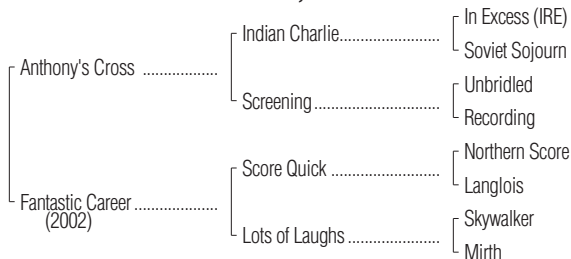 In Excess (IRE)
Indian Charlie..........................
Soviet Sojourn
Anthony's Cross ..................
Unbridled
Screening................................
Recording
Northern Score
Score Quick ............................
Langlois
Fantastic Career ....................
(2002)
Skywalker
Lots of Laughs .......................
Mirth